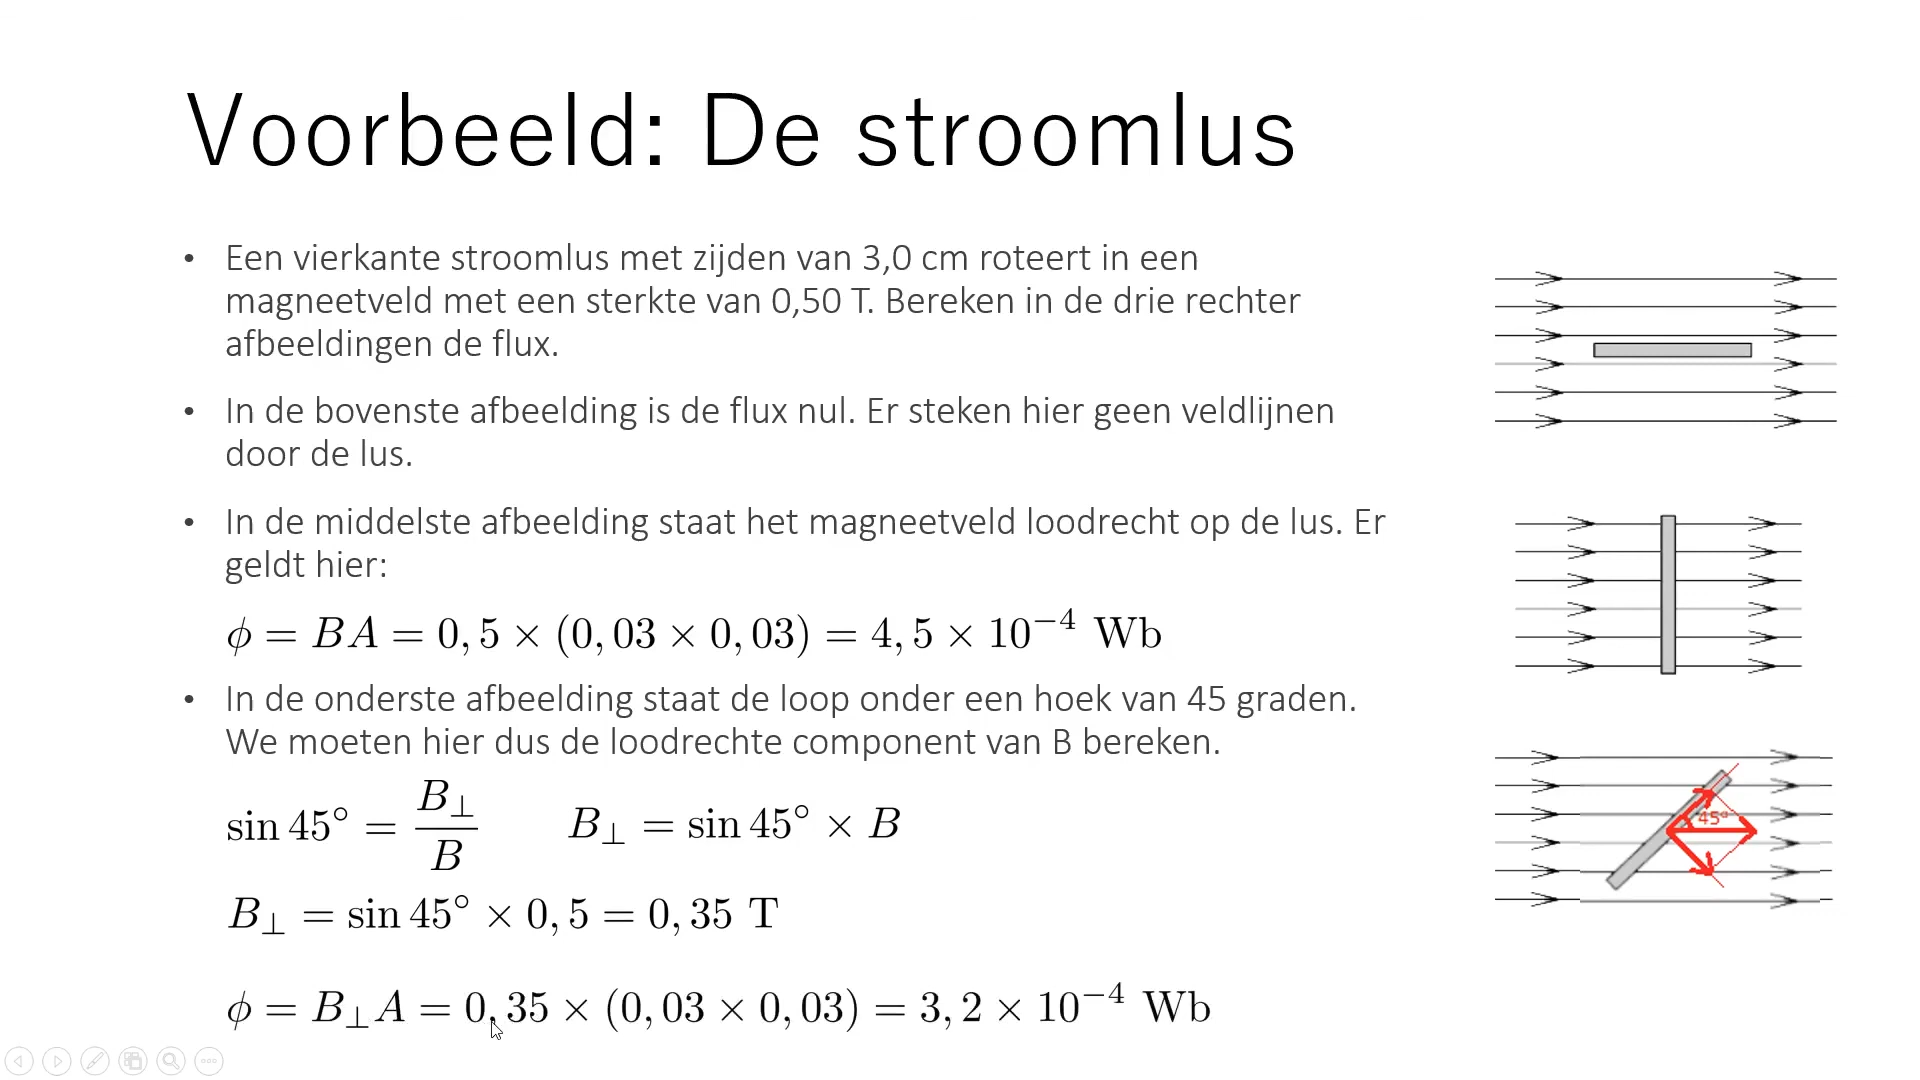 Voorbeeld: De stroomlus
• Een vierkante stroomlus met zijden van 3,0 cm roteert in een
magneetveld met een sterkte van 0,50 T. Bereken in de drie rechter
afbeeldingen de flux.
• In de bovenste afbeelding is de flux nul. Er steken hier geen veldlijnen
door de lus.
• In de middelste afbeelding staat het magneetveld loodrecht op de lus. Er
geldt hier:
ϕ = BA = 0,5 × (0,03 × 0,03) = 4,5 × 10⁻⁴ Wb
• In de onderste afbeelding staat de loop onder een hoek van 45 graden.
We moeten hier dus de loodrechte component van B bereken.
sin 45° = B⊥/B    B⊥ = sin 45° × B
B⊥ = sin 45° × 0,5 = 0,35 T
ϕ = B⊥A = 0,35 × (0,03 × 0,03) = 3,2 × 10⁻⁴ Wb
45°